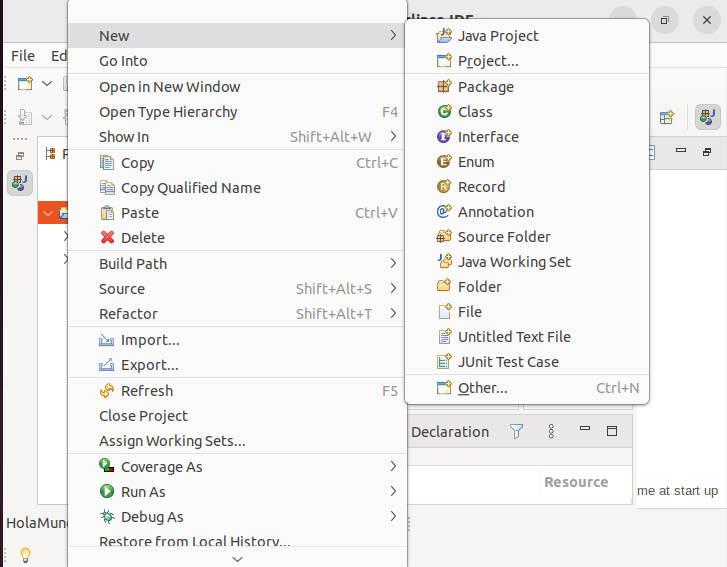 File
Ed
New
Go Into
Open in New Window
Open Type Hierarchy F4
Show In Shift+Alt+W
Copy Ctrl+C
Copy Qualified Name
Paste Ctrl+V
Delete
Build Path
Source Shift+Alt+S
Refactor Shift+Alt+T
Import...
Export...
Refresh F5
Close Project
Assign Working Sets...
Coverage As
Run As
Debug As
Restore from Local History...
Java Project
Project...
Package
Class
Interface
Enum
Record
Annotation
Source Folder
Java Working Set
Folder
File
Untitled Text File
JUnit Test Case
Other... Ctrl+N
Declaration
Resource
me at start up
HolaMun